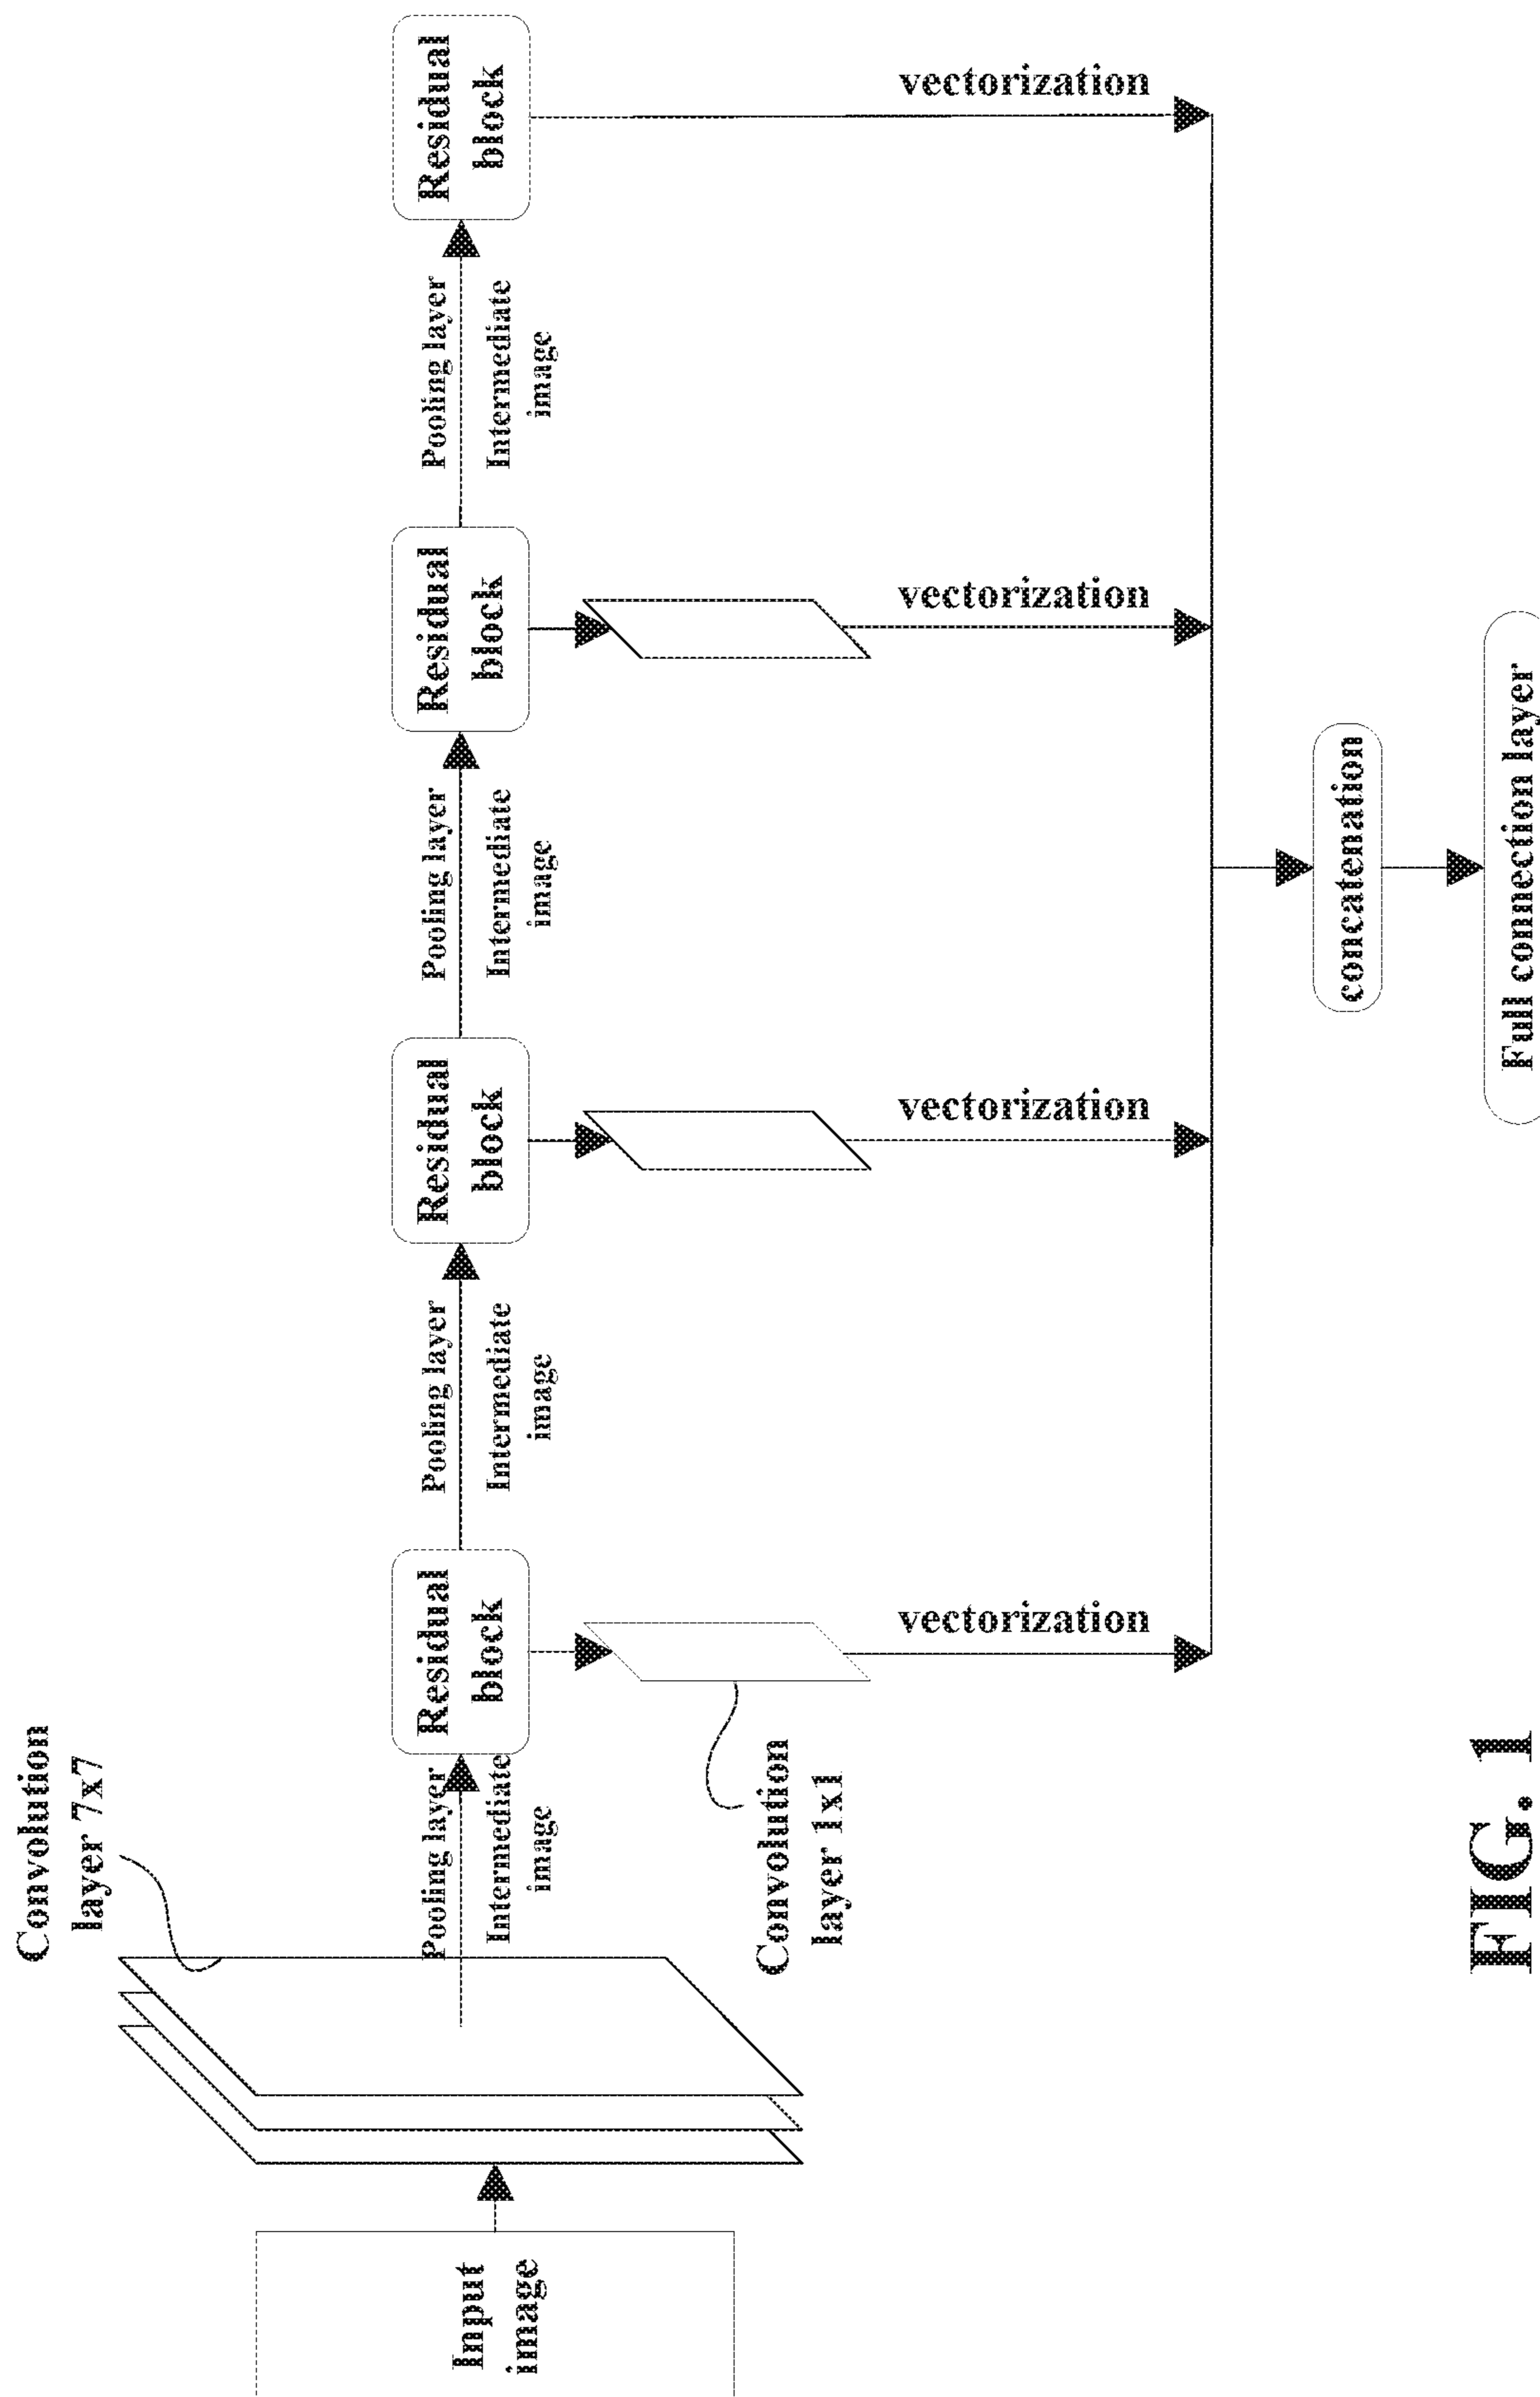 Convolution
layer 7x7
Input
image
Pooling layer
Intermediate
image
Residual
block
Pooling layer
Intermediate
image
Residual
block
Pooling layer
Intermediate
image
Residual
block
Pooling layer
Intermediate
image
Residual
block
Convolution
layer 1x1
vectorization
vectorization
vectorization
vectorization
concatenation
Full connection layer
FIG. 1